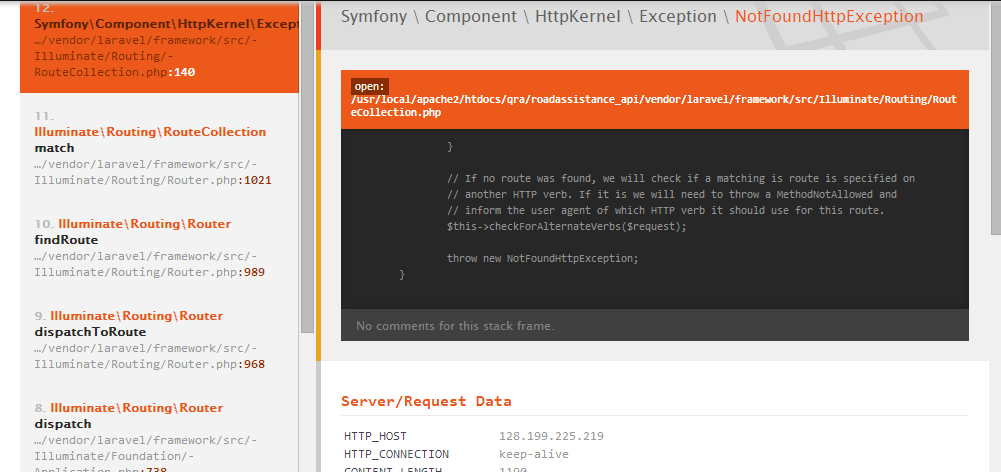 12.
Symfony\Component\HttpKernel\Except
…/vendor/laravel/framework/src/-
Illuminate/Routing/-
RouteCollection.php:140
11.
Illuminate\Routing\RouteCollection
match
…/vendor/laravel/framework/src/-
Illuminate/Routing/Router.php:1021
10. Illuminate\Routing\Router
findRoute
…/vendor/laravel/framework/src/-
Illuminate/Routing/Router.php:989
9. Illuminate\Routing\Router
dispatchToRoute
…/vendor/laravel/framework/src/-
Illuminate/Routing/Router.php:968
8. Illuminate\Routing\Router
dispatch
…/vendor/laravel/framework/src/-
Illuminate/Foundation/-
Application.php:738
Symfony \ Component \ HttpKernel \ Exception \ NotFoundHttpException
open:
/usr/local/apache2/htdocs/qra/roadassistance_api/vendor/laravel/framework/src/Illuminate/Routing/Rout
eCollection.php
}
// If no route was found, we will check if a matching is route is specified on
// another HTTP verb. If it is we will need to throw a MethodNotAllowed and
// inform the user agent of which HTTP verb it should use for this route.
$this->checkForAlternateVerbs($request);
throw new NotFoundHttpException;
}
No comments for this stack frame.
Server/Request Data
HTTP_HOST 128.199.225.219
HTTP_CONNECTION keep-alive
CONTENT_LENGTH 1190